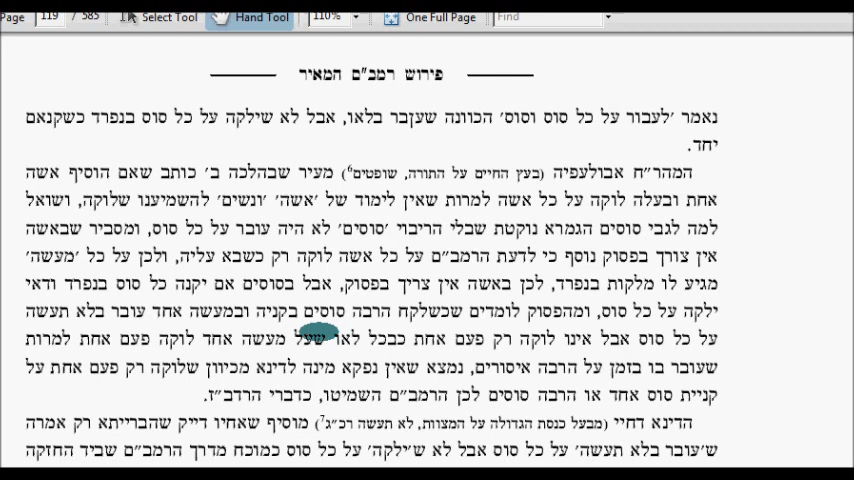 Page 119 / 585 Select Tool Hand Tool 110% One Full Page Find
פירוש רמב"ם המאיר
נאמר 'לעבור על כל סוס וסוס' הכוונה שעובר בלאו, אבל לא שילקה על כל סוס בנפרד כשקנאם
יחד.
המהר"ח אבולעפיה (בעץ החיים על התורה, שופטים6) מעיר שבהלכה ב' כותב שאם הוסיף אשה
אחת ובעלה לוקה על כל אשה למרות שאין לימוד של 'אשה' 'ונשים' להשמיענו שלוקה, ושואל
למה לגבי סוסים הגמרא נוקטת שבלי הריבוי 'סוסים' לא היה עובר על כל סוס, ומסביר שבאשה
אין צורך בפסוק נוסף כי לדעת הרמב"ם על כל אשה לוקה רק כשבא עליה, ולכן על כל 'מעשה'
מגיע לו מלקות בנפרד, לכן באשה אין צריך בפסוק, אבל בסוסים אם יקנה כל סוס בנפרד ודאי
ילקה על כל סוס, ומהפסוק לומדים שכשלקח הרבה סוסים בקניה ובמעשה אחד עובר בלא תעשה
על כל סוס אבל אינו לוקה רק פעם אחת כבכל לאו שעל מעשה אחד לוקה פעם אחת למרות
שעובר בו בזמן על הרבה איסורים, נמצא שאין נפקא מינה לדינא מכיוון שלוקה רק פעם אחת על
קניית סוס אחד או הרבה סוסים לכן הרמב"ם השמיטו, כדברי הרדב"ז.
הדינא דחיי (מבעל כנסת הגדולה על המצוות, לא תעשה רכ"ג7) מוסיף שאחיו דייק שהברייתא רק אמרה
ש'עובר בלא תעשה' על כל סוס אבל לא ש'ילקה' על כל סוס כמוכח מדרך הרמב"ם שביד החזקה